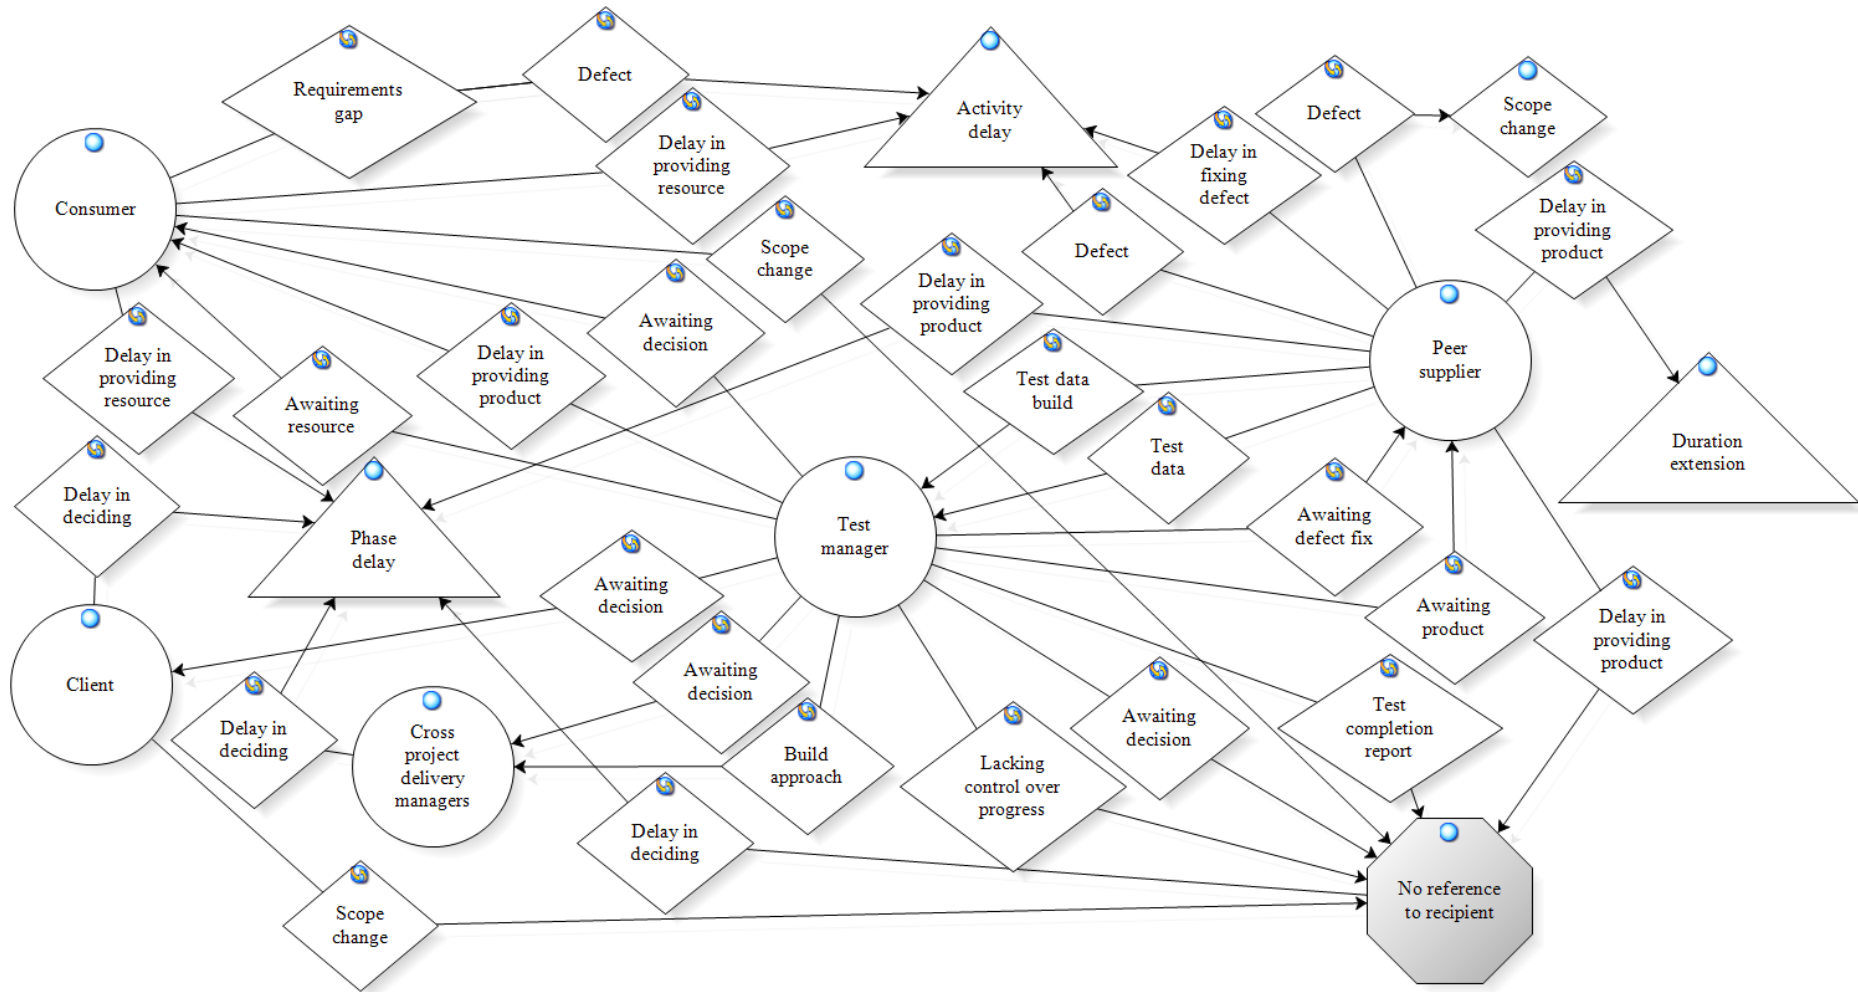 Requirements
gap
Defect
Activity
delay
Defect
Scope
change
Delay in
providing
resource
Delay in
fixing
defect
Consumer
Scope
change
Defect
Delay in
providing
product
Delay in
providing
product
Awaiting
decision
Peer
supplier
Delay in
providing
resource
Awaiting
resource
Delay in
providing
product
Test data
build
Test
data
Duration
extension
Delay in
deciding
Phase
delay
Test
manager
Awaiting
defect fix
Awaiting
decision
Awaiting
product
Delay in
providing
product
Client
Awaiting
decision
Delay in
deciding
Cross
project
delivery
managers
Build
approach
Lacking
control over
progress
Awaiting
decision
Test
completion
report
Delay in
deciding
Scope
change
No reference
to recipient